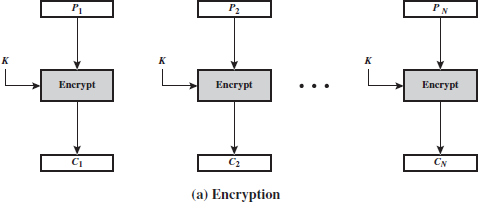 P1 P2 PN
K K K
Encrypt Encrypt • • • Encrypt
C1 C2 CN
(a) Encryption